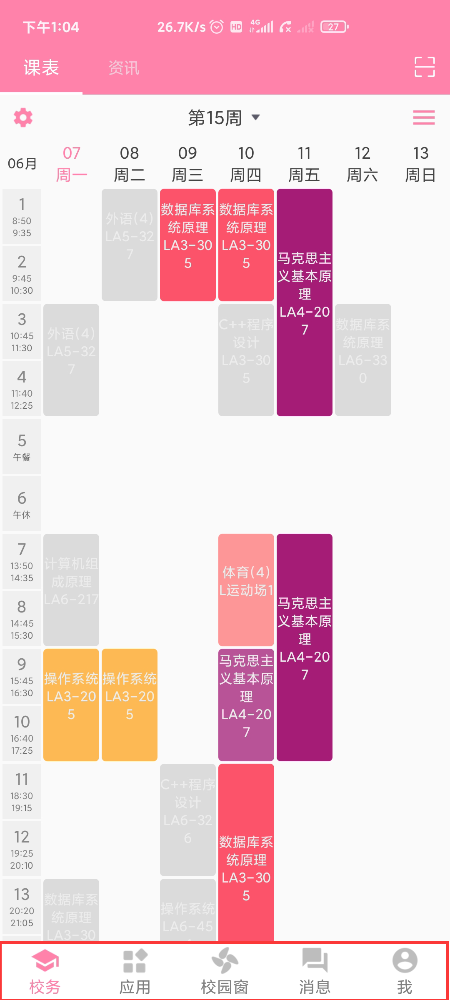 下午1:04
26.7K/s
HD
4G
27
课表
资讯
第15周
06月
07
周一
08
周二
09
周三
10
周四
11
周五
12
周六
13
周日
1
8:50
9:35
2
9:45
10:30
3
10:45
11:30
4
11:40
12:25
5
午餐
6
午休
7
13:50
14:35
8
14:45
15:30
9
15:45
16:30
10
16:40
17:25
11
18:30
19:15
12
19:25
20:10
13
20:20
21:05
外语(4)
LA5-32
7
计算机组
成原理
LA6-217
操作系统
LA3-20
5
数据库系
统原理
LA3-30
外语(4)
LA5-32
7
操作系统
LA3-20
5
数据库系
统原理
LA3-30
5
C++程序
设计
LA6-32
6
操作系统
LA6-45
数据库系
统原理
LA3-30
5
C++程序
设计
LA3-30
5
体育(4)
L运动场1
马克思主
义基本原
理
LA4-20
7
数据库系
统原理
LA3-30
5
马克思主
义基本原
理
LA4-20
7
马克思主
义基本原
理
LA4-20
7
数据库系
统原理
LA6-33
0
校务
应用
校园窗
消息
我